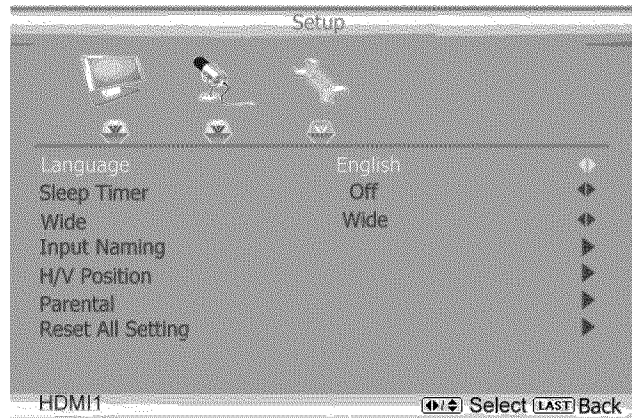 Setup
Language English
Sleep Timer Off
Wide Wide
Input Naming
H/V Position
Parental
Reset All Setting
HDMI1 Select LAST Back